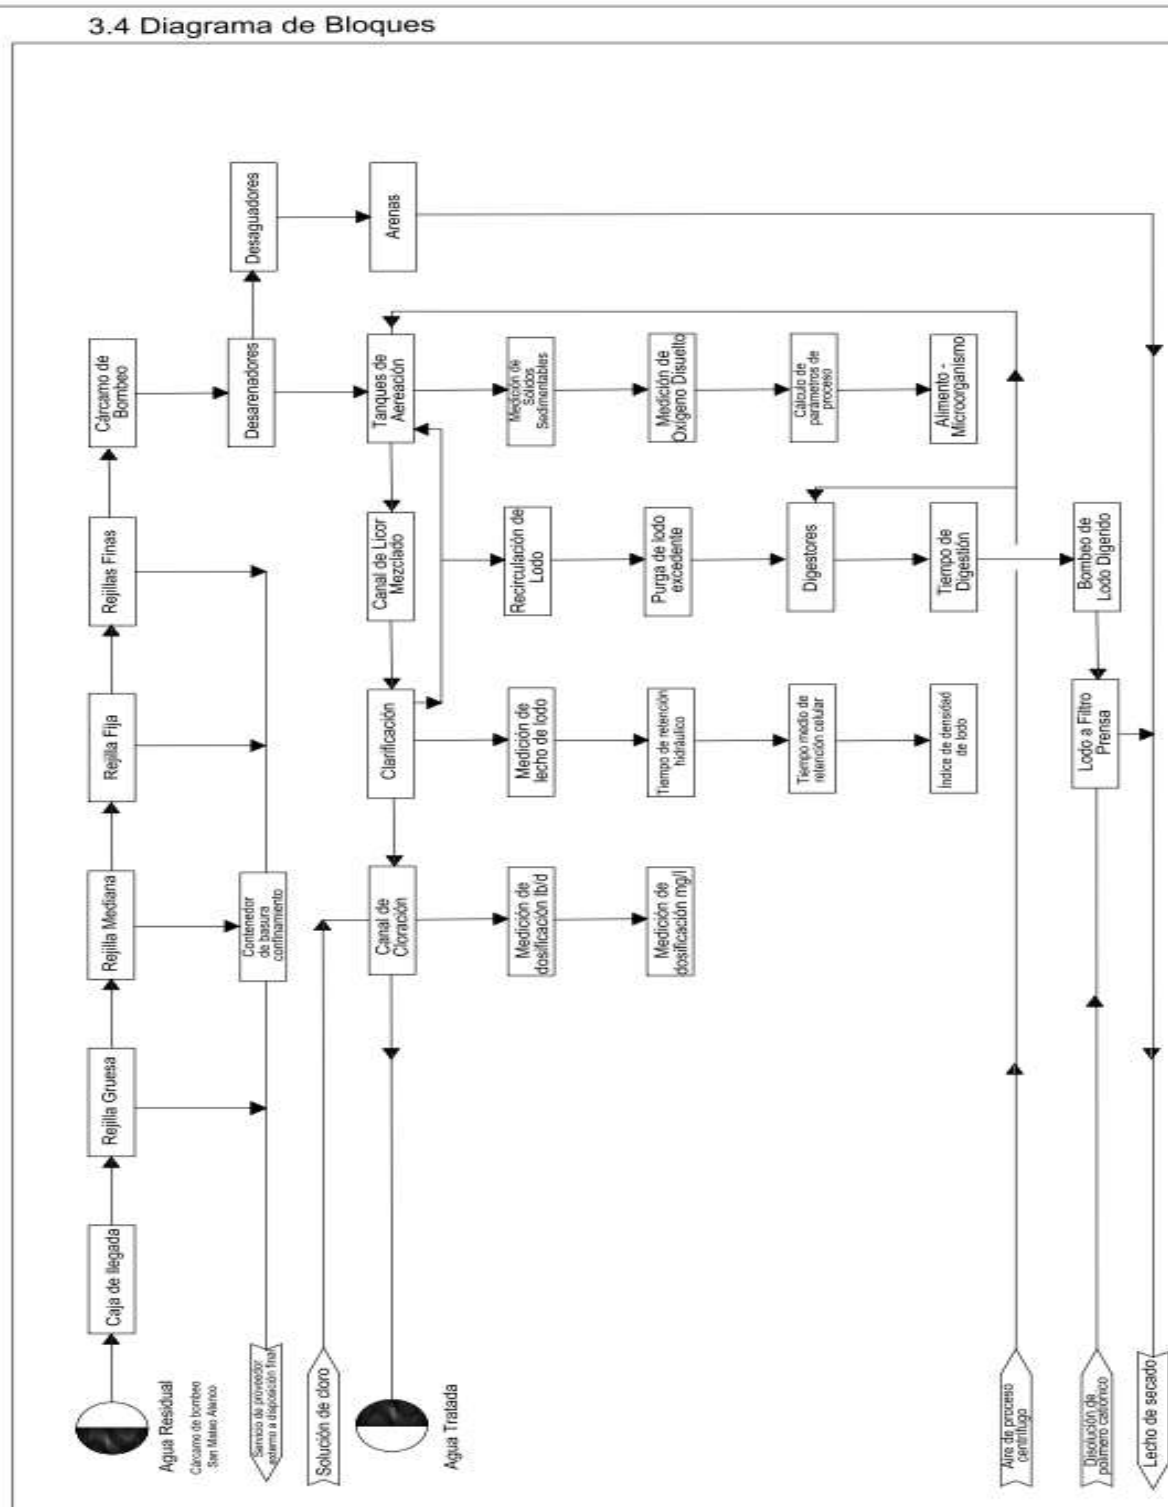 3.4 Diagrama de Bloques
Agua Residual
Cárcamo de bombeo
San Mateo Atenco
Caja de llegada
Rejilla Gruesa
Rejilla Mediana
Rejilla Fija
Rejillas Finas
Cárcamo de
Bombeo
Servicio de proveedor
externo a disposición final
Contenedor
de basura
confinamiento
Desarenadores
Desaguadores
Solución de cloro
Agua Tratada
Canal de
Cloración
Clarificación
Canal de Licor
Mezclado
Tanques de
Aereación
Arenas
Medición de
dosificación lb/d
Medición de
lecho de lodo
Recirculación de
Lodo
Medición de
Sólidos
Sedimentables
Medición de
dosificación mg/l
Tiempo de retención
hidráulico
Purga de lodo
excedente
Medición de
Oxígeno Disuelto
Tiempo medio de
retención celular
Digestores
Cálculo de
parámetros de
proceso
Índice de densidad
de lodo
Tiempo de
Digestión
Alimento -
Microorganismo
Aire de proceso
centrífugo
Disolución de
polímero catiónico
Lodo a Filtro
Prensa
Bombeo de
Lodo Digerido
Lecho de secado